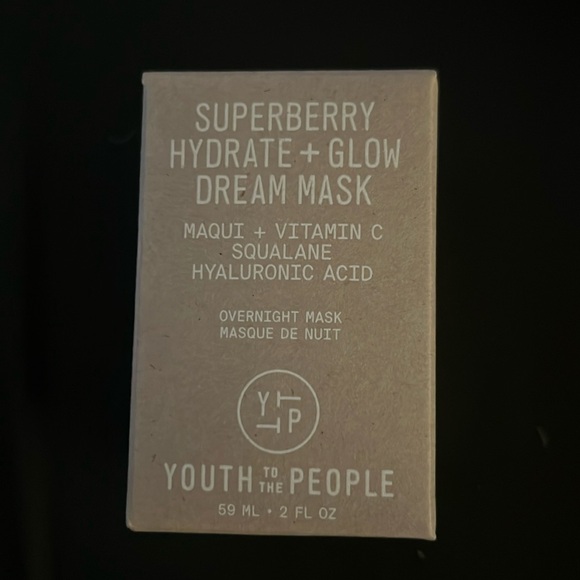 SUPERBERRY
HYDRATE + GLOW
DREAM MASK
MAQUI + VITAMIN C
SQUALANE
HYALURONIC ACID
OVERNIGHT MASK
MASQUE DE NUIT
Y TT P
YOUTH TO THE PEOPLE
59 ML • 2 FL OZ